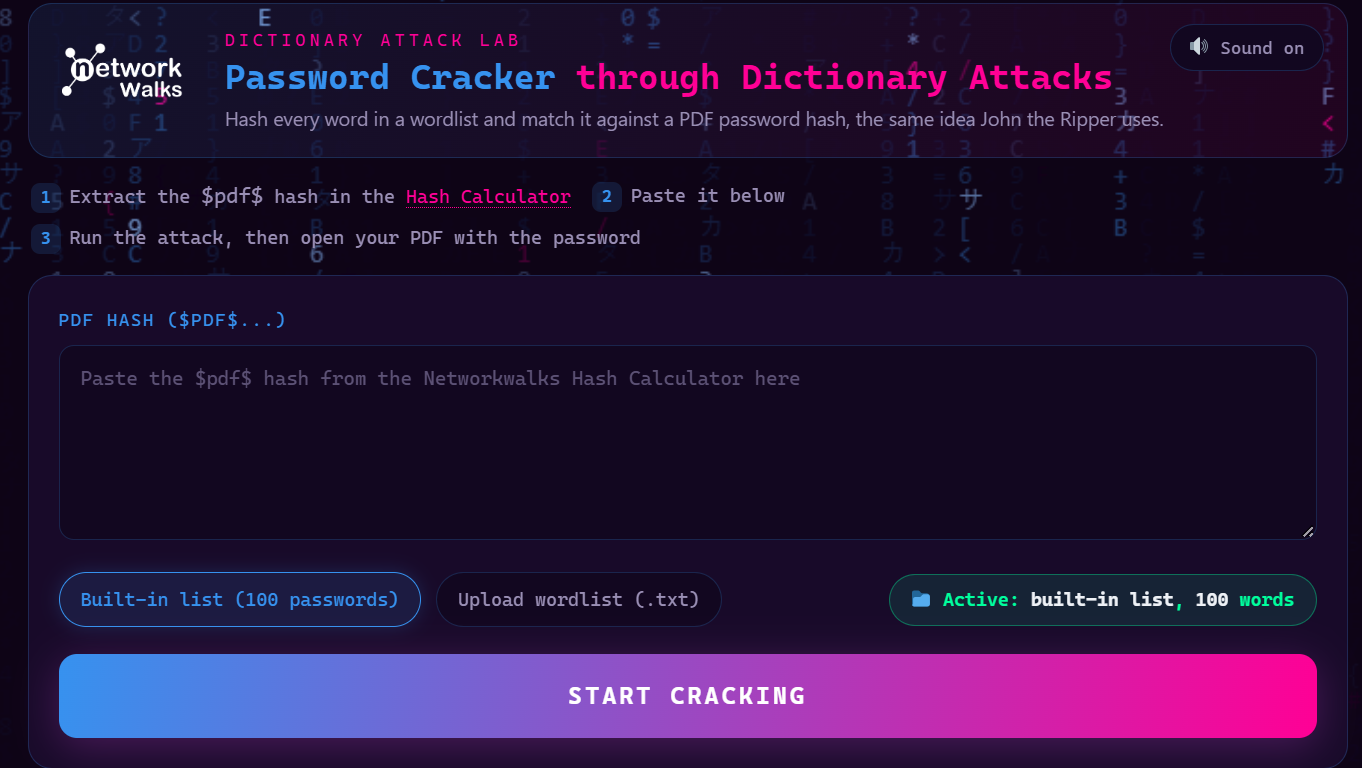 DICTIONARY ATTACK LAB
network
walks
Password Cracker through Dictionary Attacks
Sound on
Hash every word in a wordlist and match it against a PDF password hash, the same idea John the Ripper uses.
1 Extract the $pdf$ hash in the Hash Calculator 2 Paste it below
3 Run the attack, then open your PDF with the password
PDF HASH ($PDF$...)
Paste the $pdf$ hash from the Networkwalks Hash Calculator here
Built-in list (100 passwords)
Upload wordlist (.txt)
Active: built-in list, 100 words
START CRACKING